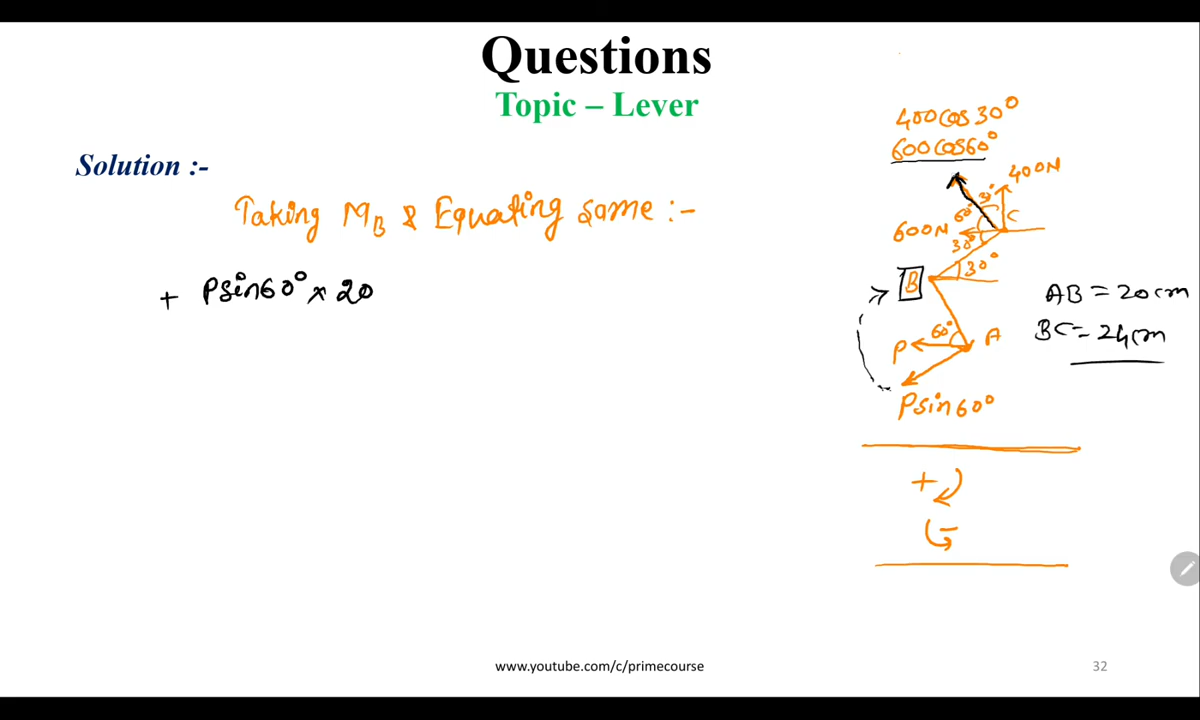 Questions
Topic – Lever
Solution :-
Taking MB & Equating Same :-
+ Psin60° × 20
400cos30°
600cos60°
400N
30°
60°
C
600N
30°
30°
B
AB = 20cm
BC = 24cm
60°
A
P
Psin60°
+
-
www.youtube.com/c/primecourse
32